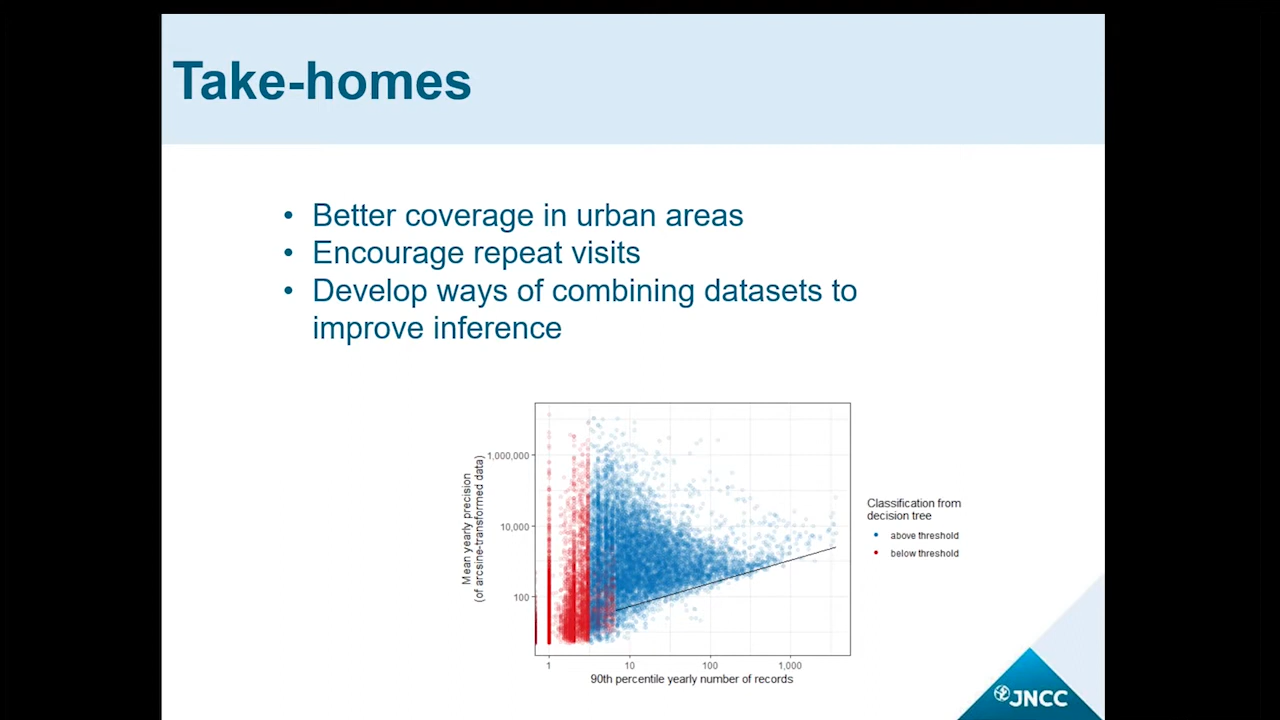 Take-homes
• Better coverage in urban areas
• Encourage repeat visits
• Develop ways of combining datasets to
improve inference
Mean yearly precision
(of arcsine-transformed data)
1,000,000
10,000
100
1
10
100
1,000
90th percentile yearly number of records
Classification from
decision tree
above threshold
below threshold
JNCC